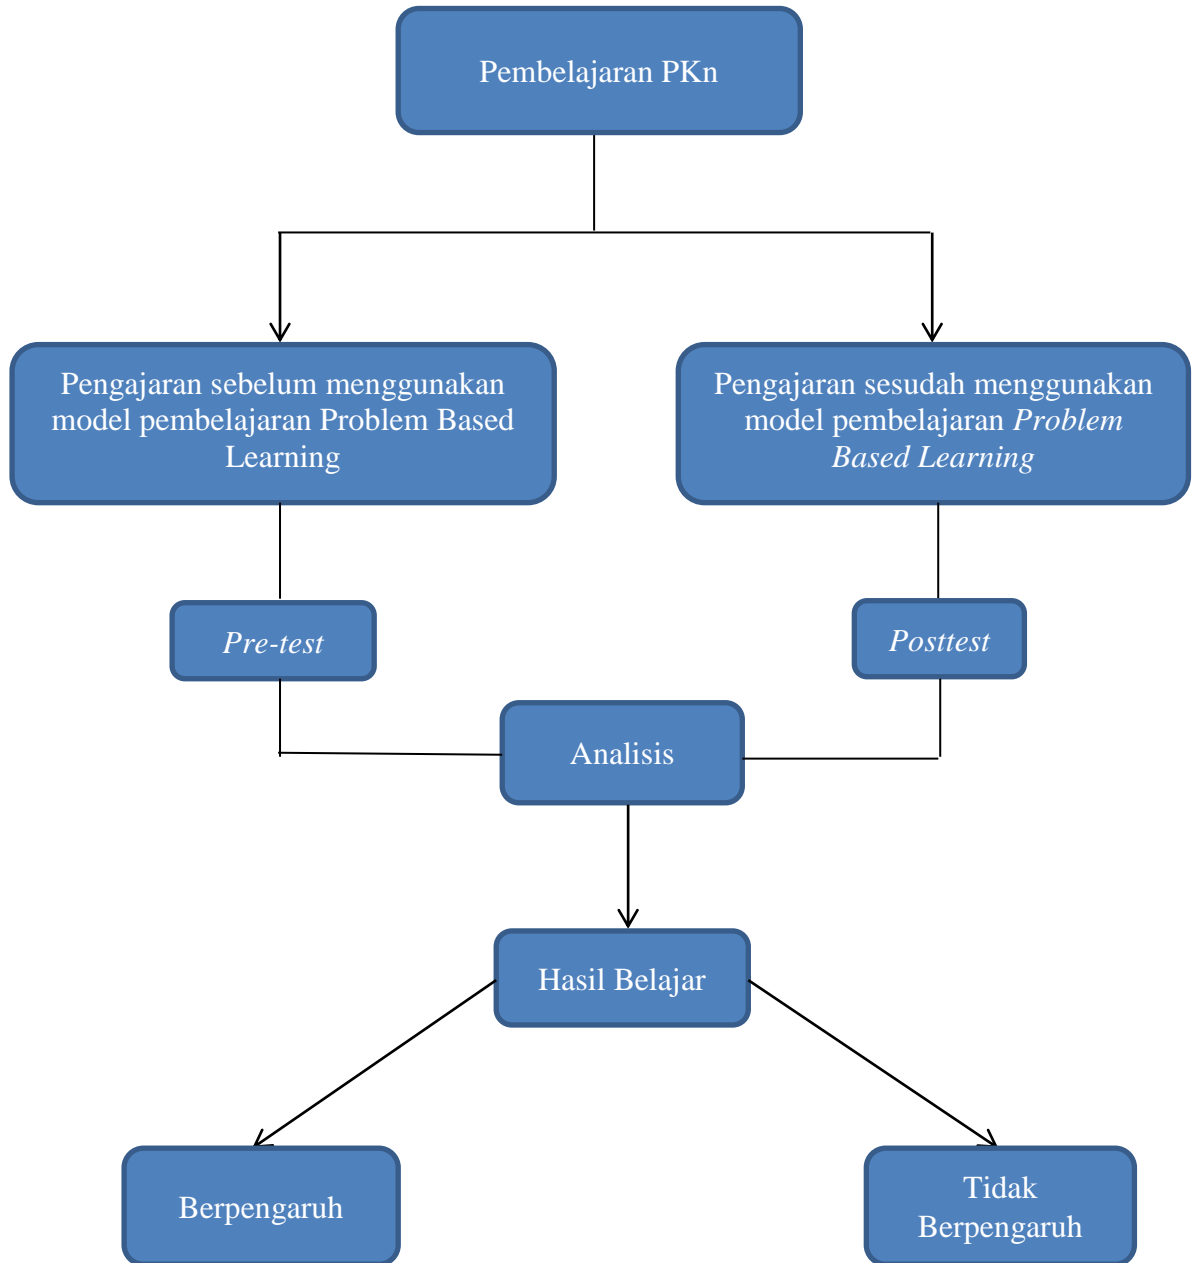 Pembelajaran PKn
Pengajaran sebelum menggunakan
model pembelajaran Problem Based
Learning
Pengajaran sesudah menggunakan
model pembelajaran Problem
Based Learning
Pre-test
Posttest
Analisis
Hasil Belajar
Berpengaruh
Tidak
Berpengaruh